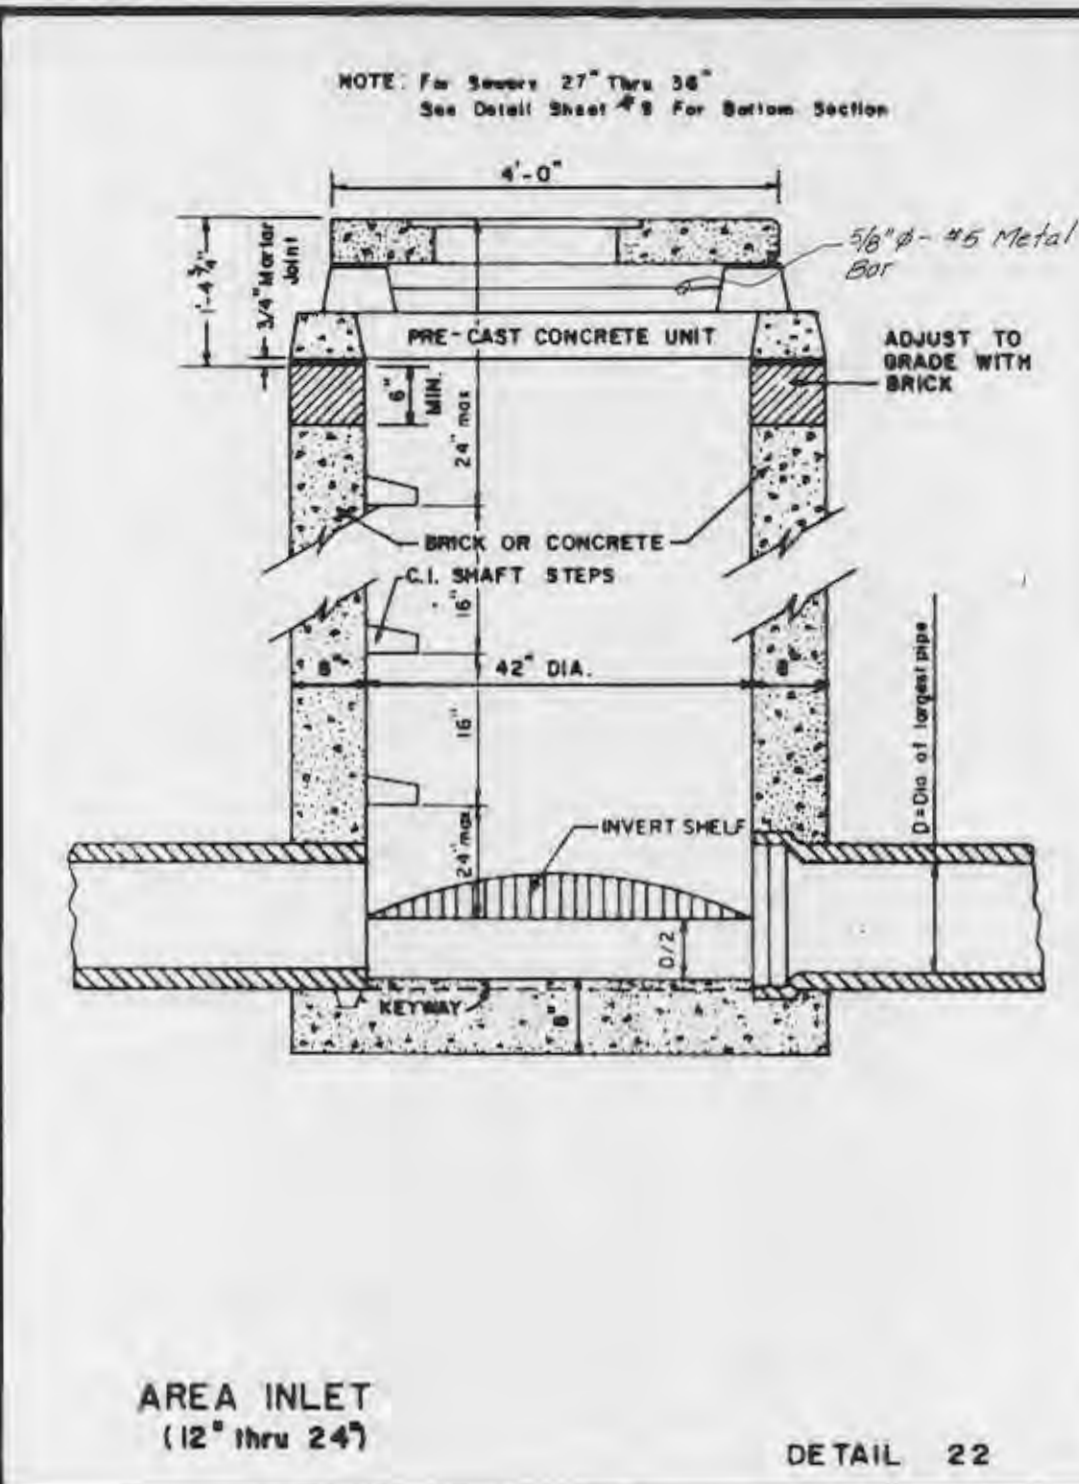 NOTE: For Sewers 27" Thru 36"
See Detail Sheet #9 For Bottom Section
4'-0"
1'-4 3/4"
3/4" Mortar
Joint
5/8" ø - #5 Metal
Bar
PRE-CAST CONCRETE UNIT
ADJUST TO
GRADE WITH
BRICK
6"
MIN.
24" max
BRICK OR CONCRETE
C.I. SHAFT STEPS
16"
8"
42" DIA.
8"
16"
D=Dia of largest pipe
24" max
INVERT SHELF
D/2
KEYWAY
8"
AREA INLET
(12" thru 24")
DETAIL 22